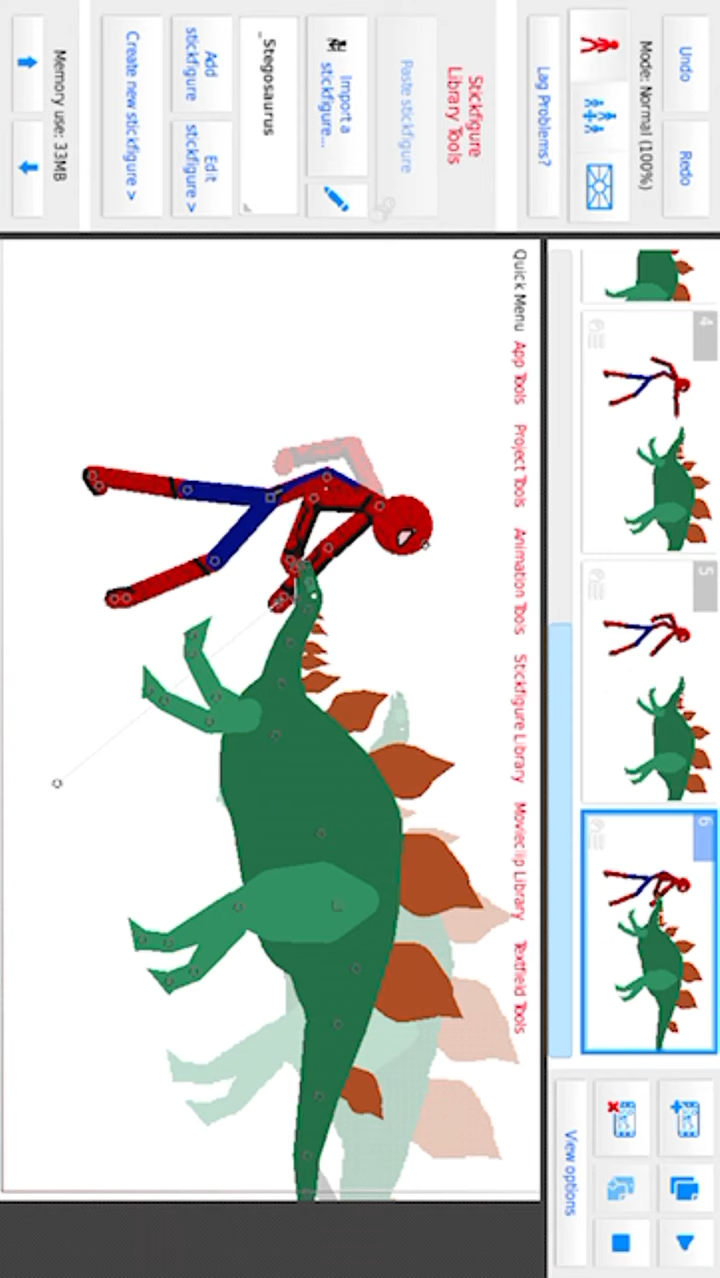 Undo
Redo
Mode: Normal (100%)
Lag Problems?
Stickfigure
Library Tools
Paste stickfigure
Import a
stickfigure...
_Stegosaurus
Add
stickfigure
Edit
stickfigure >
Create new stickfigure >
Memory use: 33MB
4
5
6
Quick Menu App Tools Project Tools Animation Tools Stickfigure Library Movieclip Library Textfield Tools
View options